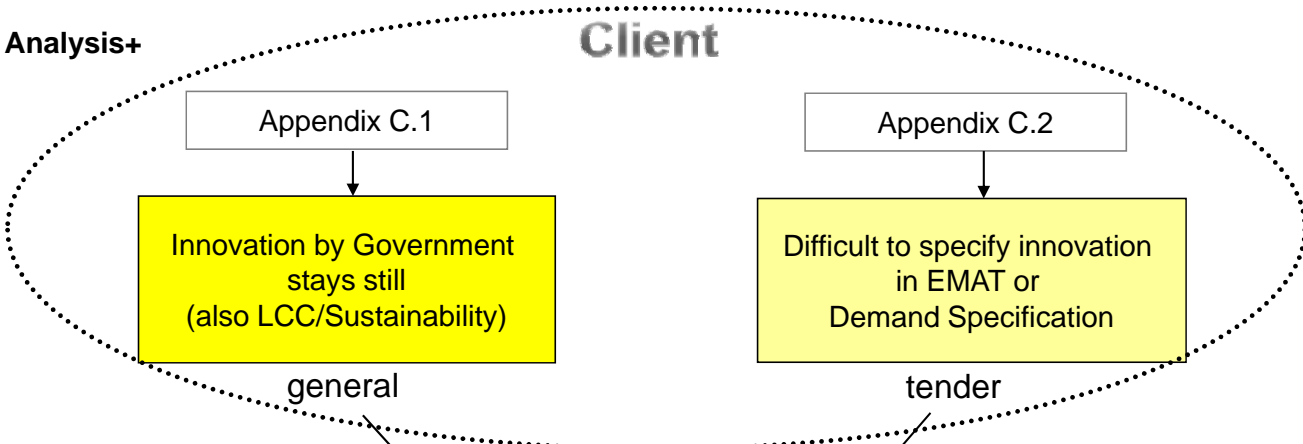 Analysis+
Client
Appendix C.1
Appendix C.2
Innovation by Government
stays still
(also LCC/Sustainability)
Difficult to specify innovation
in EMAT or
Demand Specification
general
tender